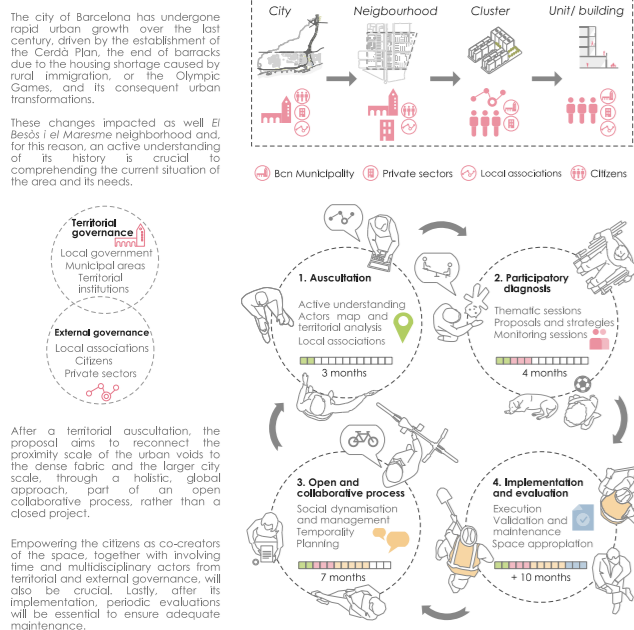 The city of Barcelona has undergone
rapid urban growth over the last
century, driven by the establishment of
the Cerdà Plan, the end of barracks
due to the housing shortage caused by
rural immigration, or the Olympic
Games, and its consequent urban
transformations.
These changes impacted as well El
Besòs i el Maresme neighborhood and,
for this reason, an active understanding
of its history is crucial to
comprehending the current situation of
the area and its needs.
City
Neigbourhood
Cluster
Unit/ building
Bcn Municipality
Private sectors
Local associations
Citizens
Territorial
governance
Local government
Municipal areas
Territorial
institutions
External governance
Local associations
Citizens
Private sectors
After a territorial auscultation, the
proposal aims to reconnect the
proximity scale of the urban voids to
the dense fabric and the larger city
scale, through a holistic, global
approach, part of an open
collaborative process, rather than a
closed project.
Empowering the citizens as co-creators
of the space, together with involving
time and multidisciplinary actors from
territorial and external governance, will
also be crucial. Lastly, after its
implementation, periodic evaluations
will be essential to ensure adequate
maintenance.
1. Auscultation
Active understanding
Actors map and
territorial analysis
Local associations
3 months
2. Participatory
diagnosis
Thematic sessions
Proposals and strategies
Monitoring sessions
4 months
3. Open and
collaborative process
Social dynamisation
and management
Temporality
Planning
7 months
4. Implementation
and evaluation
Execution
Validation and
maintenance
Space appropiation
+ 10 months